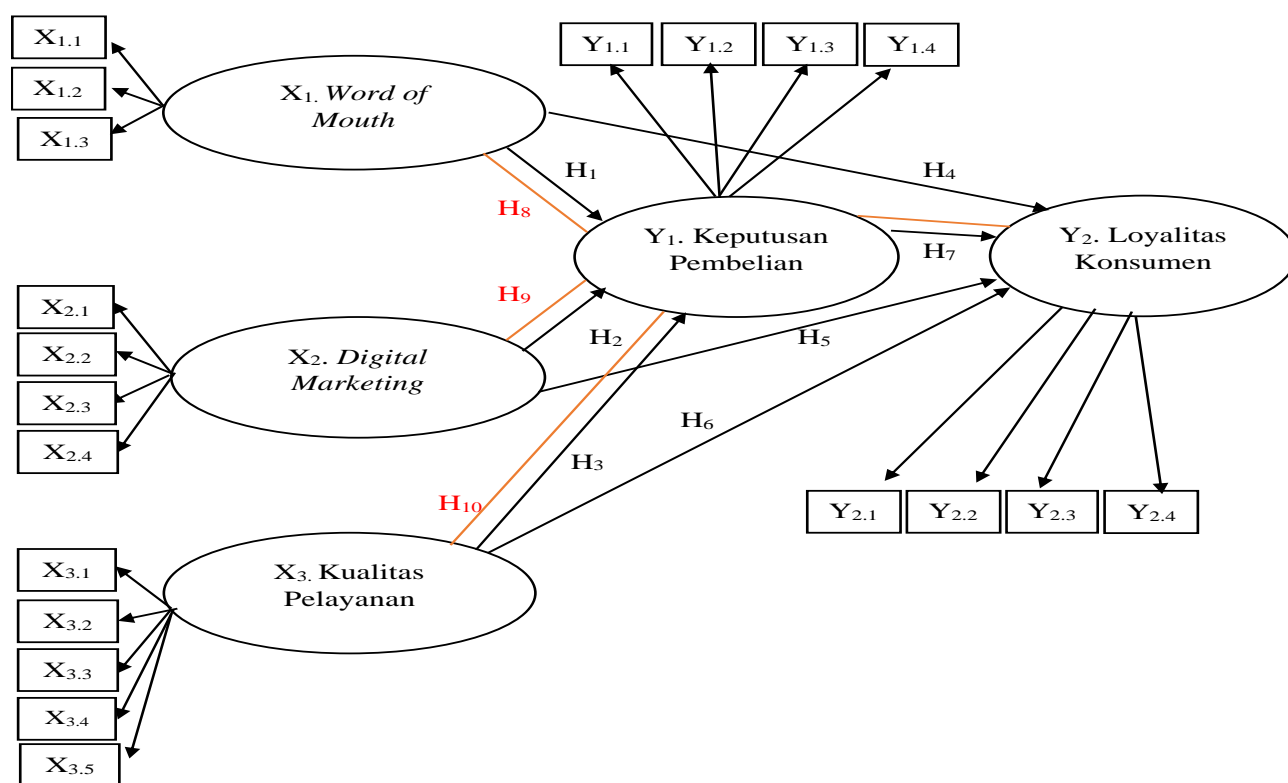 X₁.₁
X₁.₂
X₁.₃
X₁. Word of
Mouth
Y₁.₁
Y₁.₂
Y₁.₃
Y₁.₄
H₁
H₈
H₄
Y₁. Keputusan
Pembelian
H₇
Y₂. Loyalitas
Konsumen
X₂.₁
X₂.₂
X₂.₃
X₂.₄
X₂. Digital
Marketing
H₉
H₂
H₅
H₆
H₃
H₁₀
Y₂.₁
Y₂.₂
Y₂.₃
Y₂.₄
X₃.₁
X₃.₂
X₃.₃
X₃.₄
X₃.₅
X₃. Kualitas
Pelayanan